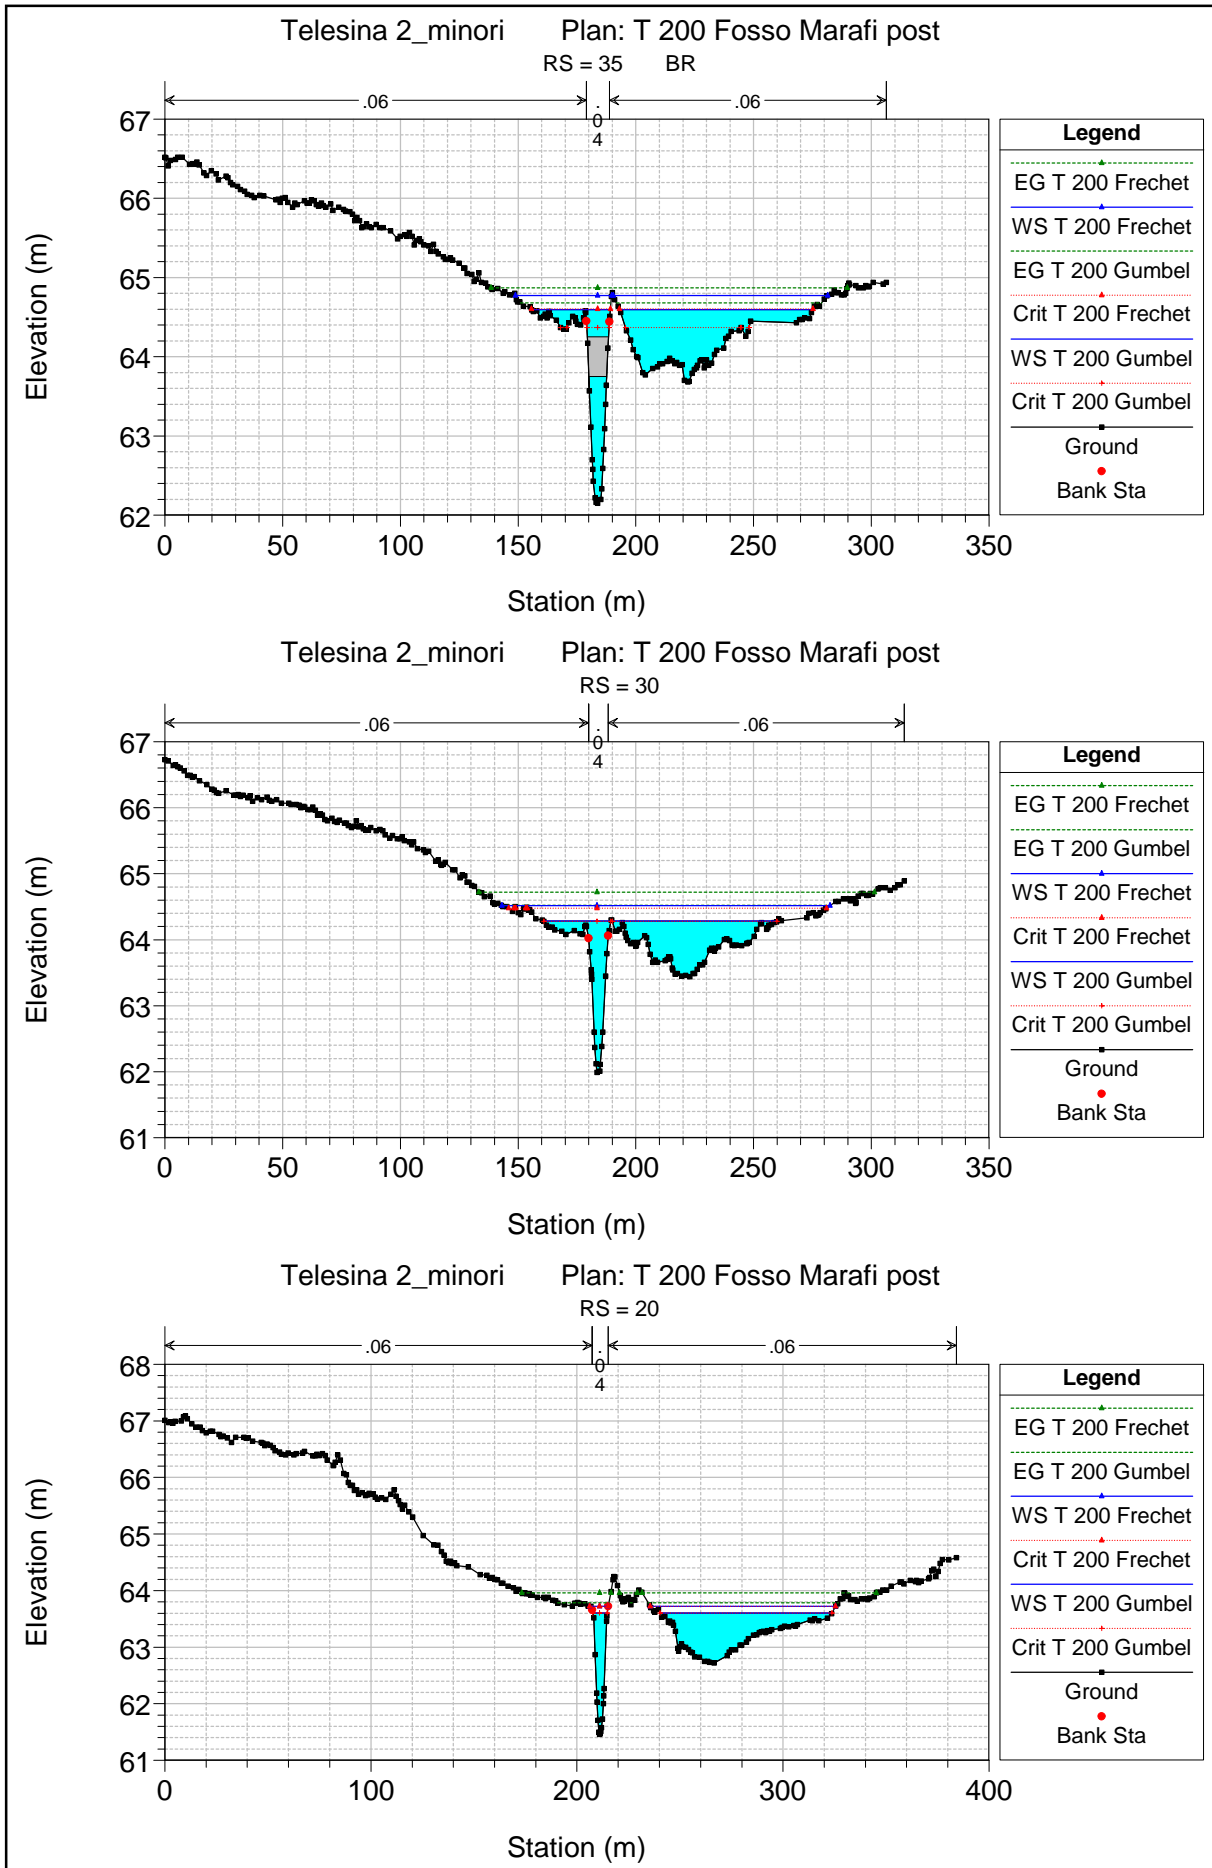 Telesina 2_minori Plan: T 200 Fosso Marafi post
RS = 35 BR
.06 .04 .06
67
66
65
64
63
62
0 50 100 150 200 250 300 350
Elevation (m)
Station (m)
Legend
EG T 200 Frechet
WS T 200 Frechet
EG T 200 Gumbel
Crit T 200 Frechet
WS T 200 Gumbel
Crit T 200 Gumbel
Ground
Bank Sta
Telesina 2_minori Plan: T 200 Fosso Marafi post
RS = 30
.06 .04 .06
67
66
65
64
63
62
61
0 50 100 150 200 250 300 350
Elevation (m)
Station (m)
Legend
EG T 200 Frechet
EG T 200 Gumbel
WS T 200 Frechet
Crit T 200 Frechet
WS T 200 Gumbel
Crit T 200 Gumbel
Ground
Bank Sta
Telesina 2_minori Plan: T 200 Fosso Marafi post
RS = 20
.06 .04 .06
68
67
66
65
64
63
62
61
0 100 200 300 400
Elevation (m)
Station (m)
Legend
EG T 200 Frechet
EG T 200 Gumbel
WS T 200 Frechet
Crit T 200 Frechet
WS T 200 Gumbel
Crit T 200 Gumbel
Ground
Bank Sta